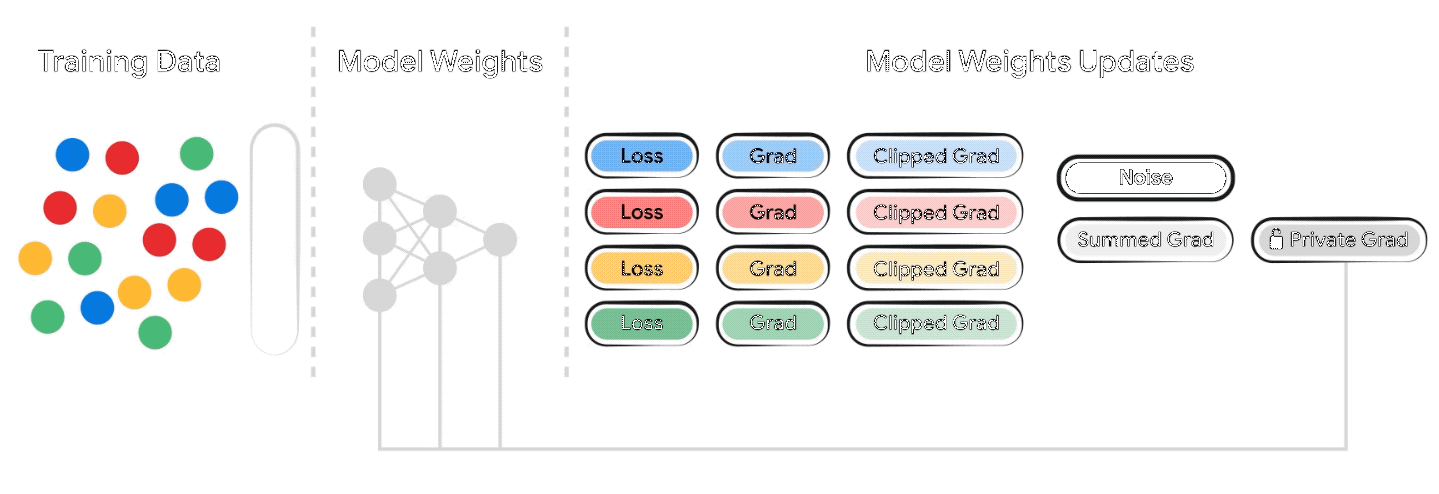 Training Data
Model Weights
Model Weights Updates
Loss Grad Clipped Grad
Loss Grad Clipped Grad
Loss Grad Clipped Grad
Loss Grad Clipped Grad
Noise
Summed Grad
Private Grad